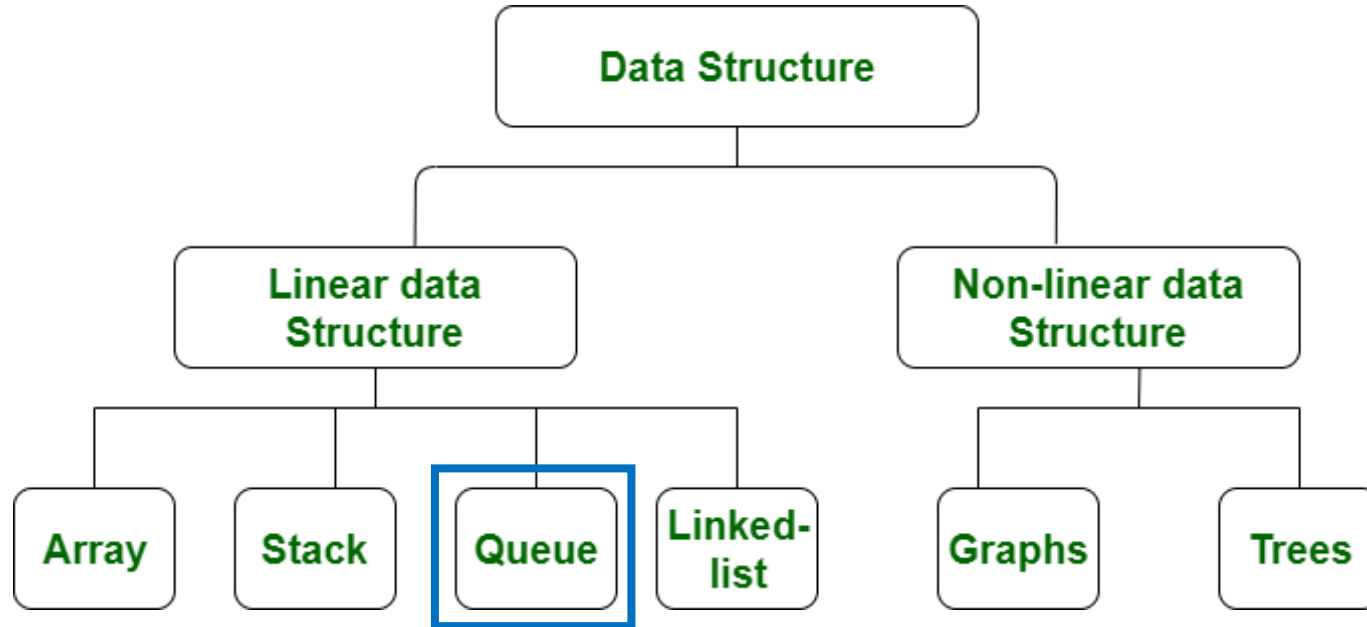 Data Structure
Linear data
Structure
Non-linear data
Structure
Array
Stack
Queue
Linked-
list
Graphs
Trees